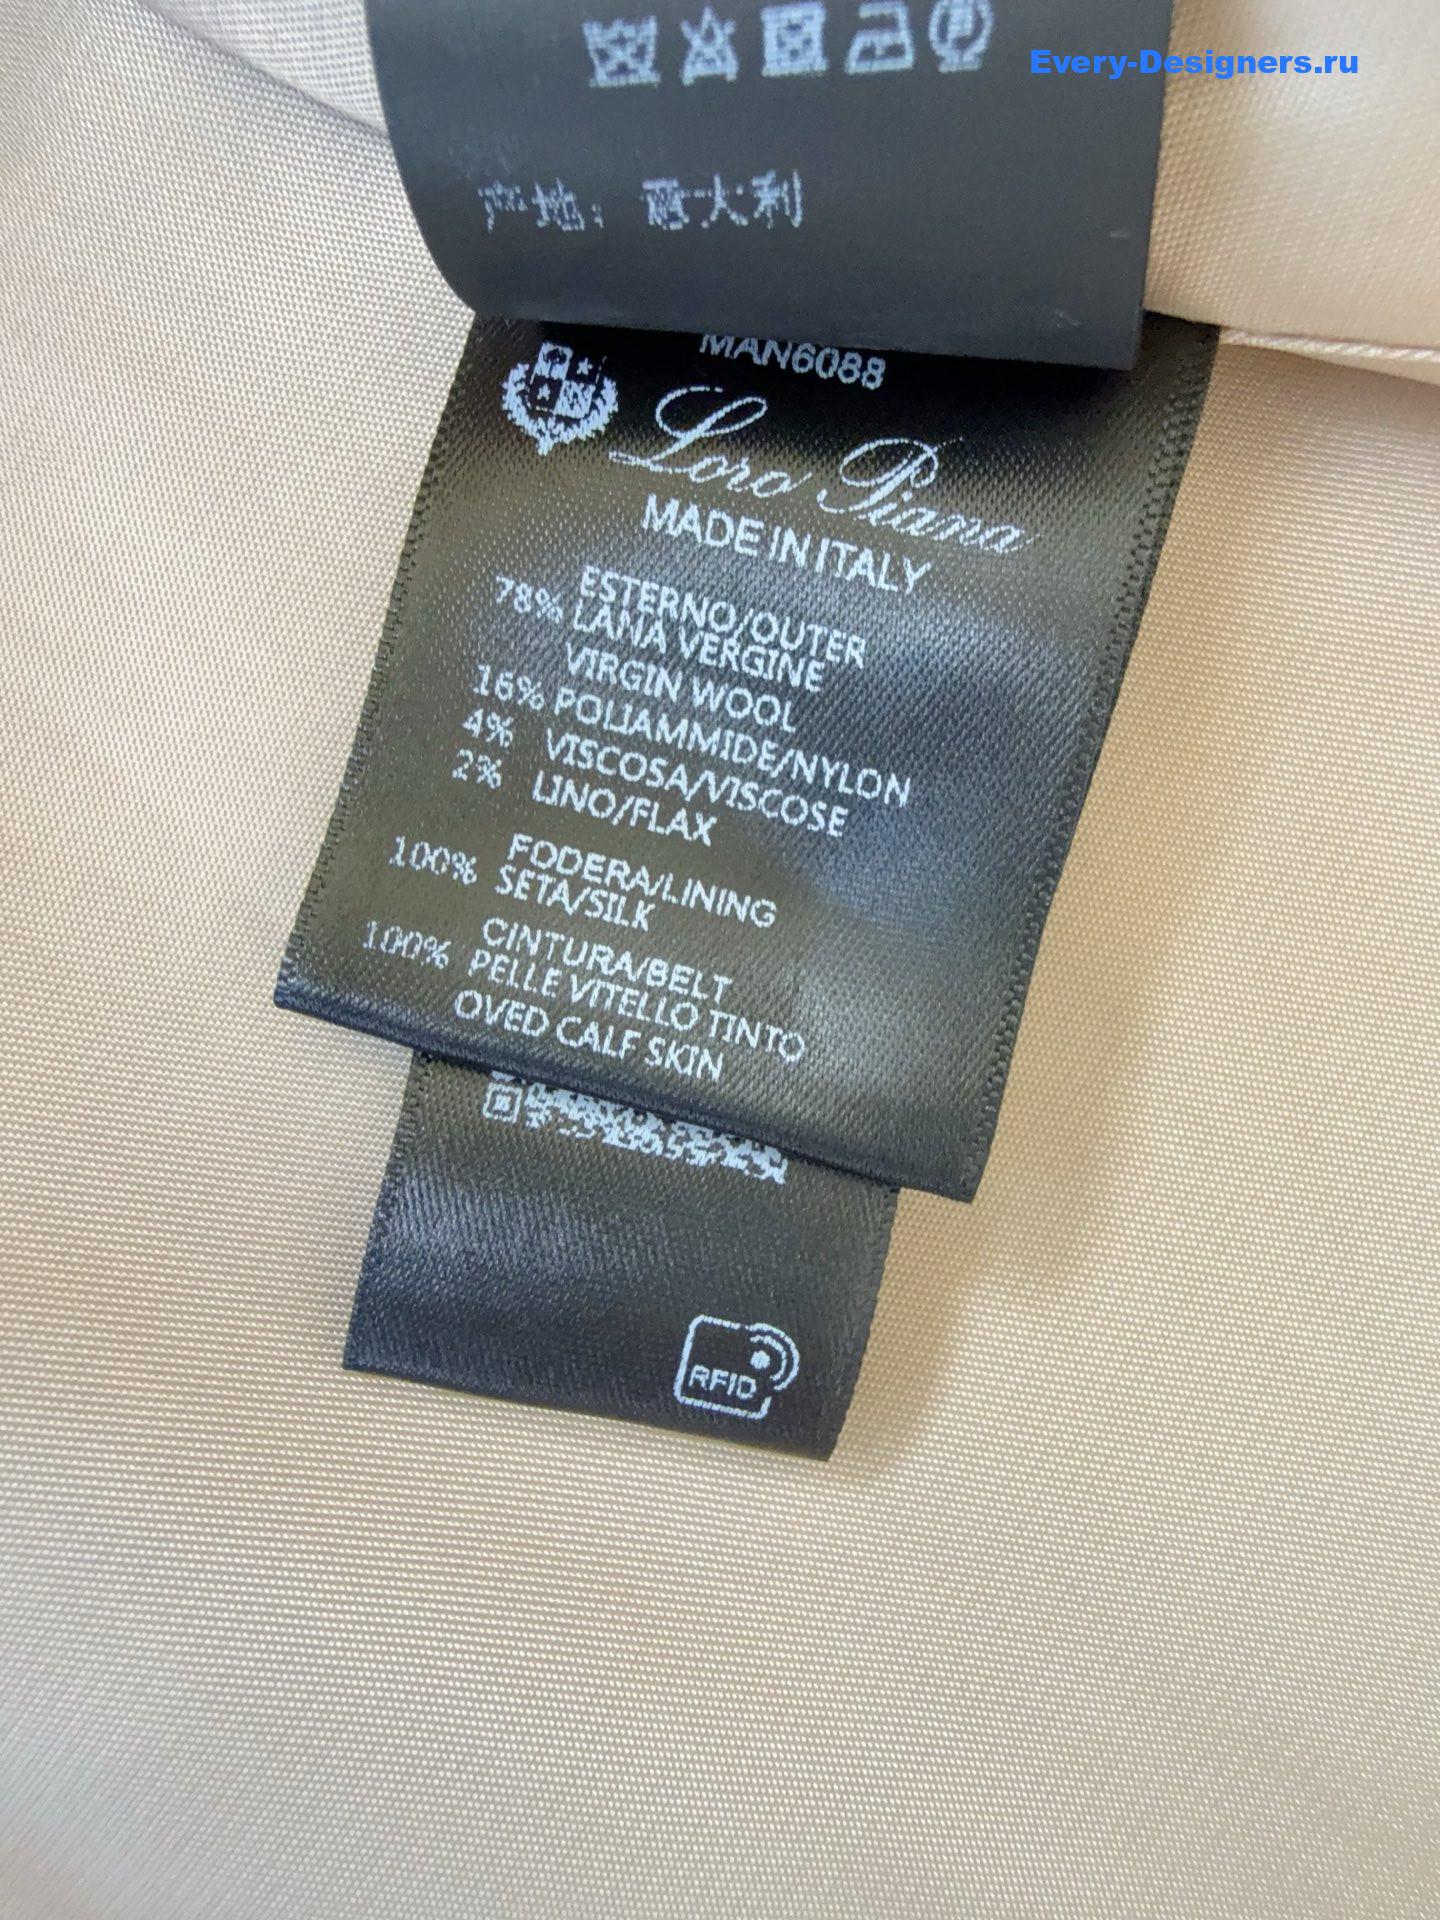 Every-Designers.ru
产地：意大利
MAN6088
Loro Piana
MADE IN ITALY
ESTERNO/OUTER
78% LANA VERGINE
VIRGIN WOOL
16% POLIAMMIDE/NYLON
4% VISCOSA/VISCOSE
2% LINO/FLAX
FODERA/LINING
100% SETA/SILK
CINTURA/BELT
100% PELLE VITELLO TINTO
OVED CALF SKIN
RFID